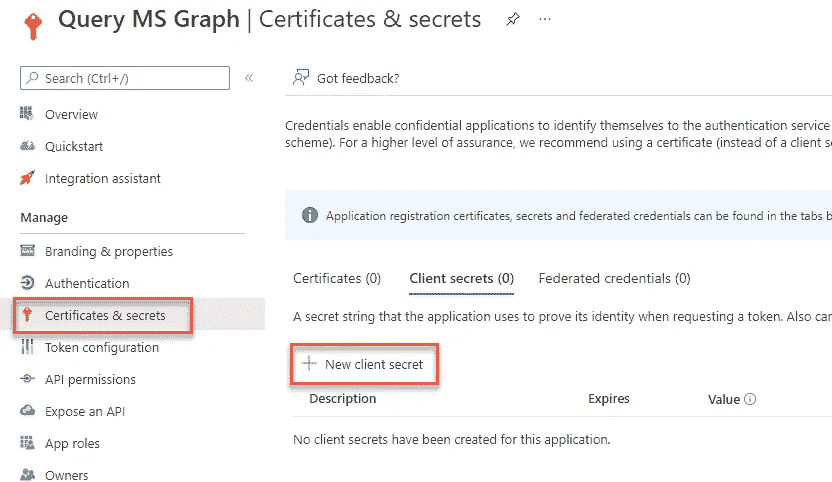 Query MS Graph | Certificates & secrets
Search (Ctrl+/)
Overview
Quickstart
Integration assistant
Manage
Branding & properties
Authentication
Certificates & secrets
Token configuration
API permissions
Expose an API
App roles
Owners
Got feedback?
Credentials enable confidential applications to identify themselves to the authentication service
scheme). For a higher level of assurance, we recommend using a certificate (instead of a client s
Application registration certificates, secrets and federated credentials can be found in the tabs b
Certificates (0) Client secrets (0) Federated credentials (0)
A secret string that the application uses to prove its identity when requesting a token. Also can
New client secret
Description Expires Value
No client secrets have been created for this application.